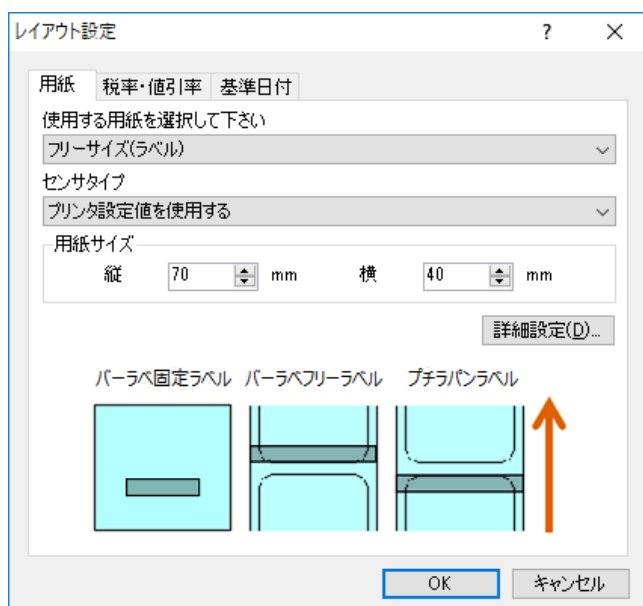 レイアウト設定
?
用紙 税率・値引率 基準日付
使用する用紙を選択して下さい
フリーサイズ(ラベル)
センサタイプ
プリンタ設定値を使用する
用紙サイズ
縦 70 mm 横 40 mm
詳細設定(D)...
バーラベ固定ラベル バーラベフリーラベル プチラパンラベル
OK キャンセル